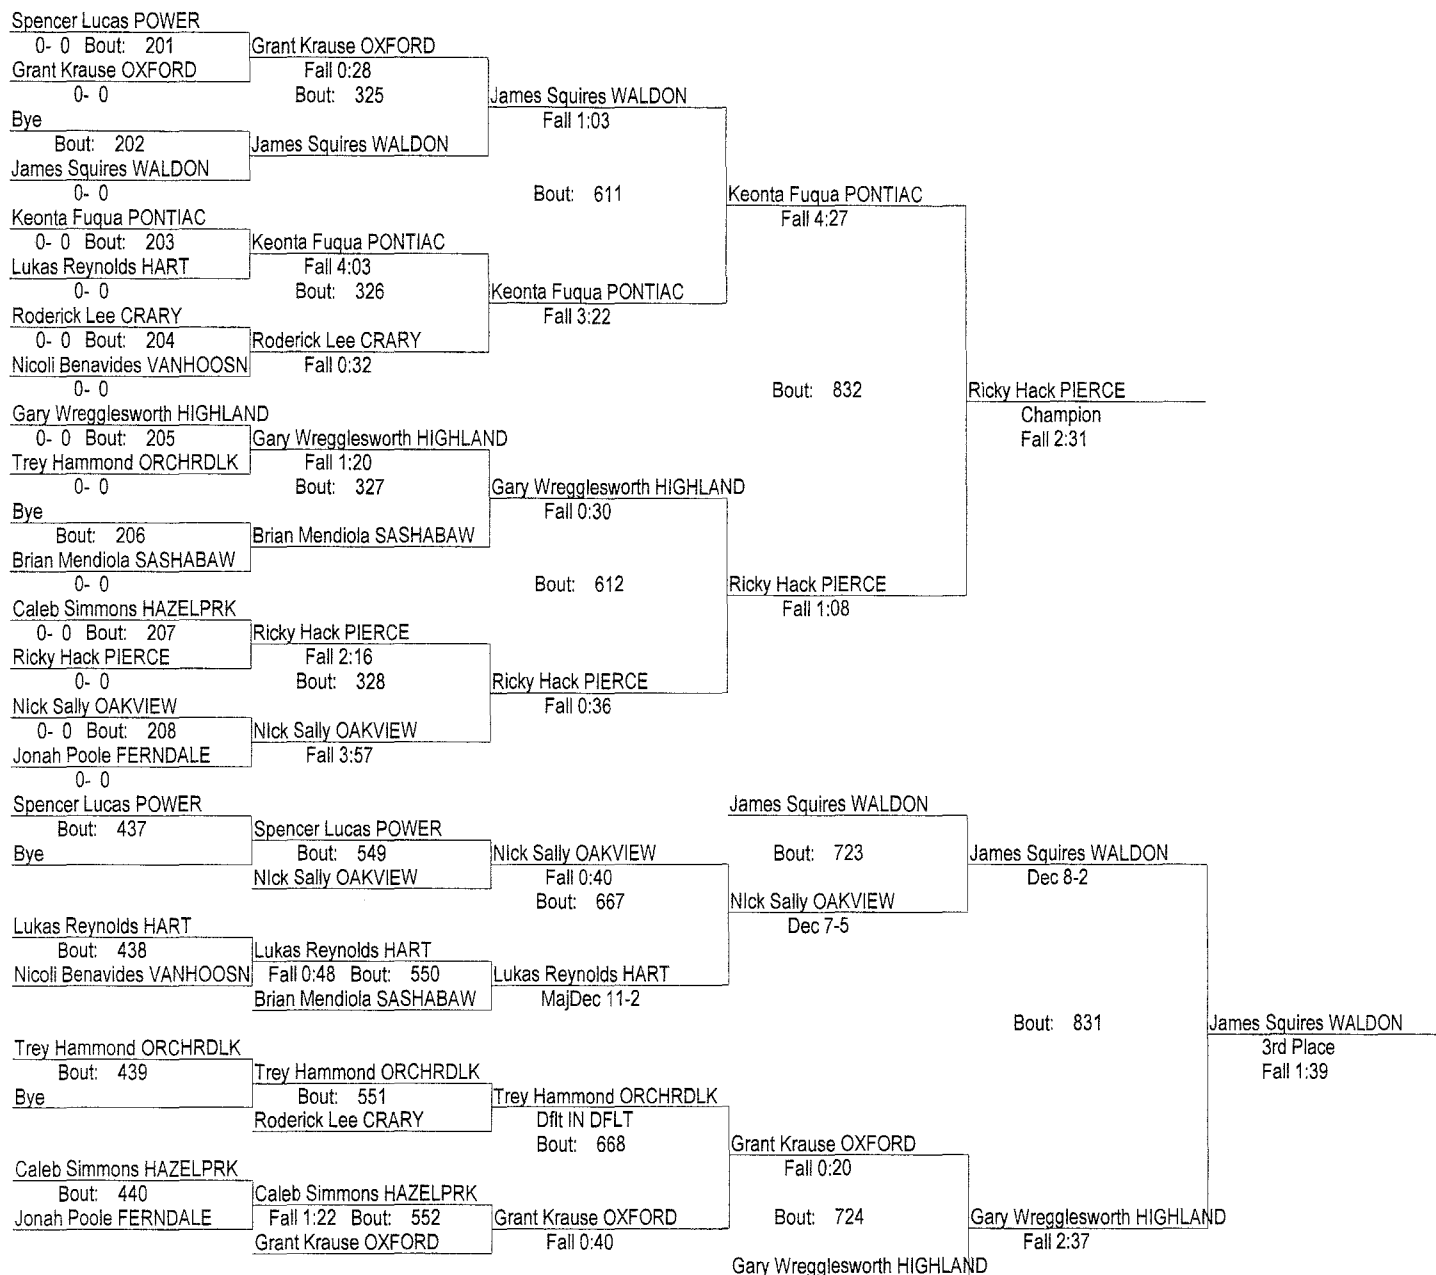 Spencer Lucas POWER
0- 0 Bout: 201
Grant Krause OXFORD
0- 0
Bye
Bout: 202
James Squires WALDON
0- 0
Keonta Fuqua PONTIAC
0- 0 Bout: 203
Lukas Reynolds HART
0- 0
Roderick Lee CRARY
0- 0 Bout: 204
Nicoli Benavides VANHOOSN
0- 0
Gary Wregglesworth HIGHLAND
0- 0 Bout: 205
Trey Hammond ORCHRDLK
0- 0
Bye
Bout: 206
Brian Mendiola SASHABAW
0- 0
Caleb Simmons HAZELPRK
0- 0 Bout: 207
Ricky Hack PIERCE
0- 0
NIck Sally OAKVIEW
0- 0 Bout: 208
Jonah Poole FERNDALE
0- 0
Grant Krause OXFORD
Fall 0:28
Bout: 325
James Squires WALDON
Keonta Fuqua PONTIAC
Fall 4:03
Bout: 326
Roderick Lee CRARY
Fall 0:32
Gary Wregglesworth HIGHLAND
Fall 1:20
Bout: 327
Brian Mendiola SASHABAW
Ricky Hack PIERCE
Fall 2:16
Bout: 328
NIck Sally OAKVIEW
Fall 3:57
James Squires WALDON
Fall 1:03
Bout: 611
Keonta Fuqua PONTIAC
Fall 3:22
Gary Wregglesworth HIGHLAND
Fall 0:30
Bout: 612
Ricky Hack PIERCE
Fall 0:36
Keonta Fuqua PONTIAC
Fall 4:27
Bout: 832
Ricky Hack PIERCE
Fall 1:08
Ricky Hack PIERCE
Champion
Fall 2:31
Spencer Lucas POWER
Bout: 437
Bye
Lukas Reynolds HART
Bout: 438
Nicoli Benavides VANHOOSN
Trey Hammond ORCHRDLK
Bout: 439
Bye
Caleb Simmons HAZELPRK
Bout: 440
Jonah Poole FERNDALE
Spencer Lucas POWER
Bout: 549
NIck Sally OAKVIEW
Lukas Reynolds HART
Fall 0:48 Bout: 550
Brian Mendiola SASHABAW
Trey Hammond ORCHRDLK
Bout: 551
Roderick Lee CRARY
Caleb Simmons HAZELPRK
Fall 1:22 Bout: 552
Grant Krause OXFORD
NIck Sally OAKVIEW
Fall 0:40
Bout: 667
Lukas Reynolds HART
MajDec 11-2
Trey Hammond ORCHRDLK
Dflt IN DFLT
Bout: 668
Grant Krause OXFORD
Fall 0:40
James Squires WALDON
Bout: 723
NIck Sally OAKVIEW
Dec 7-5
Grant Krause OXFORD
Fall 0:20
Bout: 724
Gary Wregglesworth HIGHLAND
James Squires WALDON
Dec 8-2
Bout: 831
Gary Wregglesworth HIGHLAND
Fall 2:37
James Squires WALDON
3rd Place
Fall 1:39